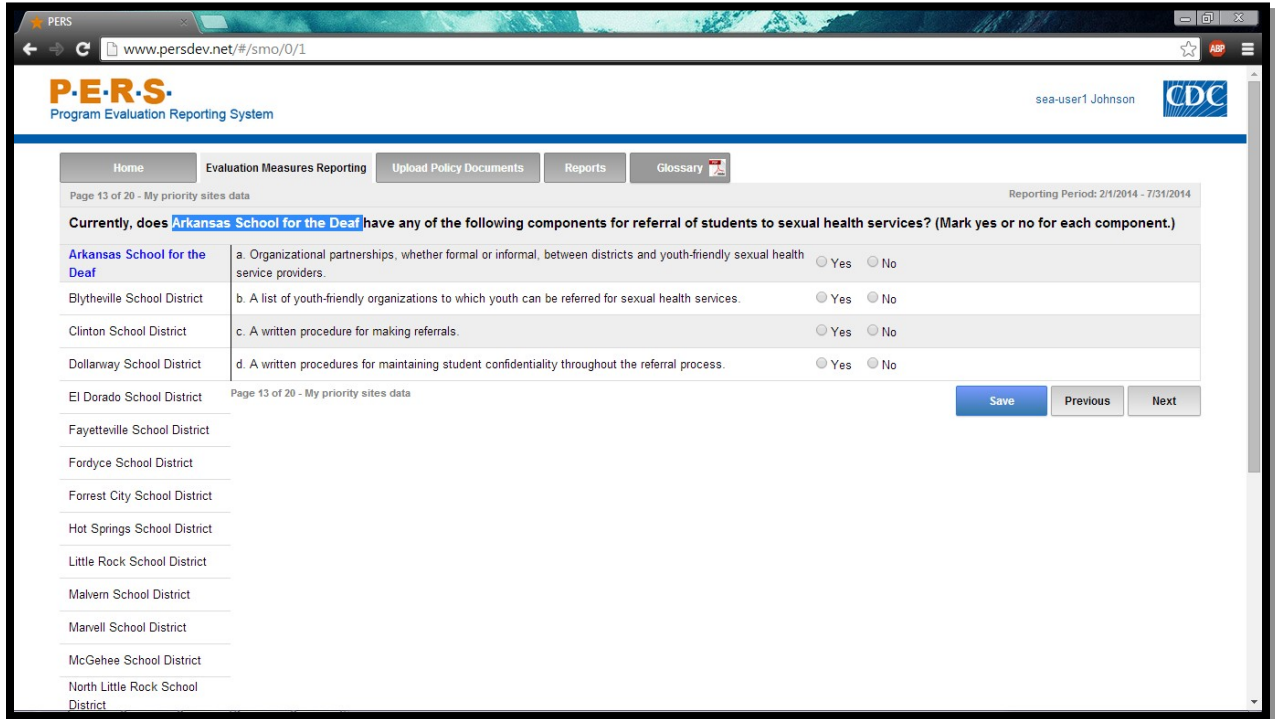 PERS
www.persdev.net/#/smo/0/1
ABP
P·E·R·S·
Program Evaluation Reporting System
sea-user1 Johnson
CDC
Home
Evaluation Measures Reporting
Upload Policy Documents
Reports
Glossary
Page 13 of 20 - My priority sites data
Reporting Period: 2/1/2014 - 7/31/2014
Currently, does Arkansas School for the Deaf have any of the following components for referral of students to sexual health services? (Mark yes or no for each component.)
Arkansas School for the
Deaf
a. Organizational partnerships, whether formal or informal, between districts and youth-friendly sexual health
service providers.
Yes No
Blytheville School District
b. A list of youth-friendly organizations to which youth can be referred for sexual health services.
Yes No
Clinton School District
c. A written procedure for making referrals.
Yes No
Dollarway School District
d. A written procedures for maintaining student confidentiality throughout the referral process.
Yes No
El Dorado School District
Page 13 of 20 - My priority sites data
Save
Previous
Next
Fayetteville School District
Fordyce School District
Forrest City School District
Hot Springs School District
Little Rock School District
Malvern School District
Marvell School District
McGehee School District
North Little Rock School
District